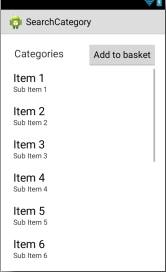 SearchCategory
Categories
Add to basket
Item 1
Sub Item 1
Item 2
Sub Item 2
Item 3
Sub Item 3
Item 4
Sub Item 4
Item 5
Sub Item 5
Item 6
Sub Item 6